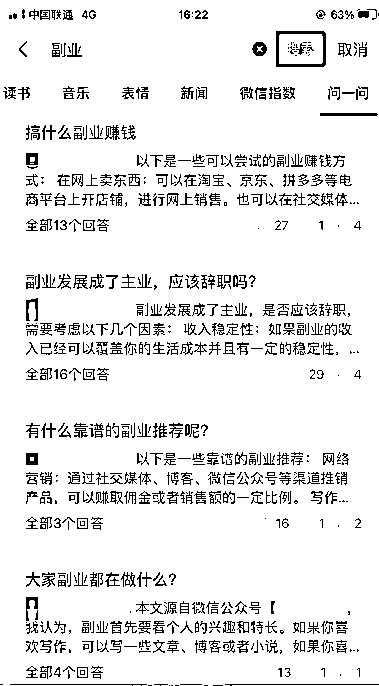 中国联通 4G 16:22 63%
副业 取消
读书 音乐 表情 新闻 微信指数 问一问
搞什么副业赚钱
以下是一些可以尝试的副业赚钱方
式： 在网上卖东西：可以在淘宝、京东、拼多多等电
商平台上开店铺，进行网上销售。也可以在社交媒体...
全部13个回答 27 1 · 4
副业发展成了主业，应该辞职吗？
副业发展成了主业，是否应该辞职，
需要考虑以下几个因素： 收入稳定性：如果副业的收
入已经可以覆盖你的生活成本并且有一定的稳定性，...
全部16个回答 29 · 4
有什么靠谱的副业推荐呢？
以下是一些靠谱的副业推荐： 网络
营销：通过社交媒体、博客、微信公众号等渠道推销
产品，可以赚取佣金或者销售额的一定比例。 写作...
全部3个回答 16 1 · 2
大家副业都在做什么？
.本文源自微信公众号【 ，
我认为，副业首先要看个人的兴趣和特长。如果你喜
欢写作，可以写一些文章、博客或者小说，如果你喜...
全部4个回答 13 1 · 1